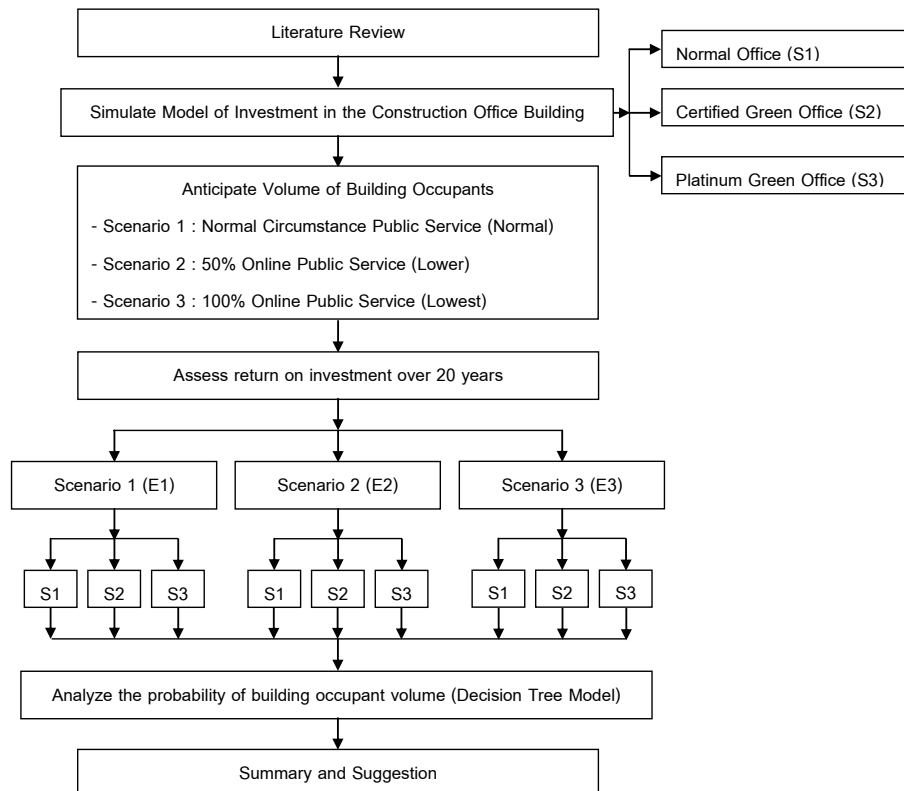 Literature Review
Normal Office (S1)
Simulate Model of Investment in the Construction Office Building
Certified Green Office (S2)
Platinum Green Office (S3)
Anticipate Volume of Building Occupants
- Scenario 1 : Normal Circumstance Public Service (Normal)
- Scenario 2 : 50% Online Public Service (Lower)
- Scenario 3 : 100% Online Public Service (Lowest)
Assess return on investment over 20 years
Scenario 1 (E1)
Scenario 2 (E2)
Scenario 3 (E3)
S1 S2 S3 S1 S2 S3 S1 S2 S3
Analyze the probability of building occupant volume (Decision Tree Model)
Summary and Suggestion